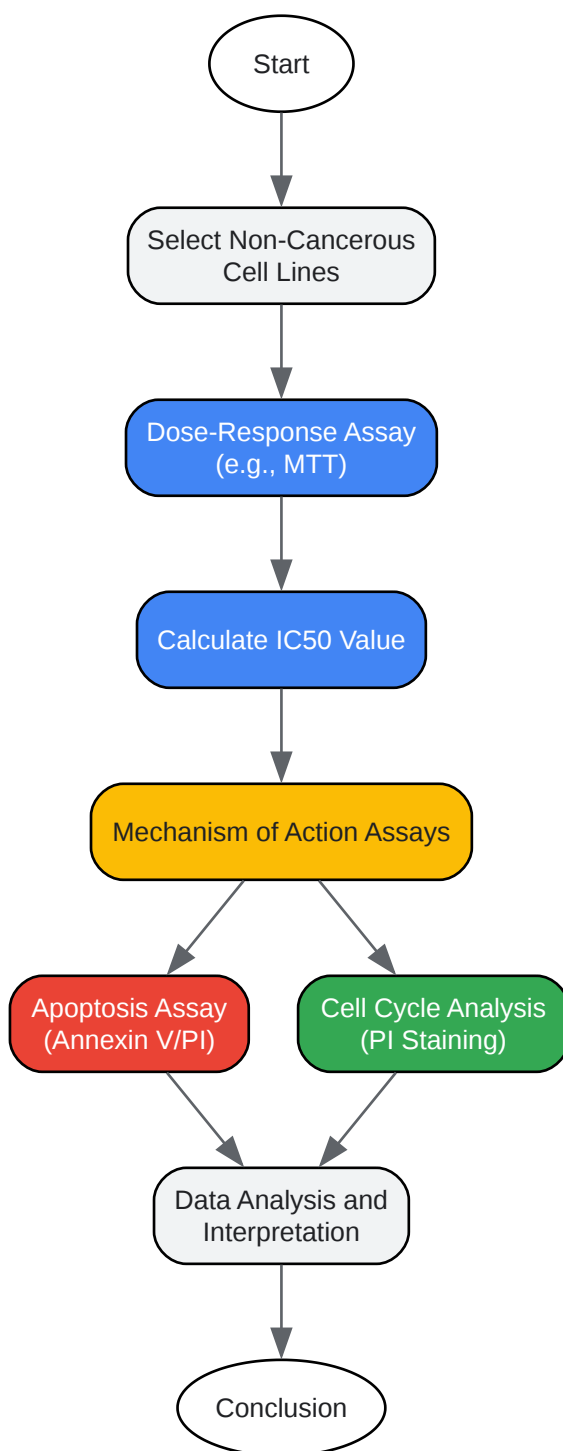 Start
Select Non-Cancerous
Cell Lines
Dose-Response Assay
(e.g., MTT)
Calculate IC50 Value
Mechanism of Action Assays
Apoptosis Assay
(Annexin V/PI)
Cell Cycle Analysis
(PI Staining)
Data Analysis and
Interpretation
Conclusion